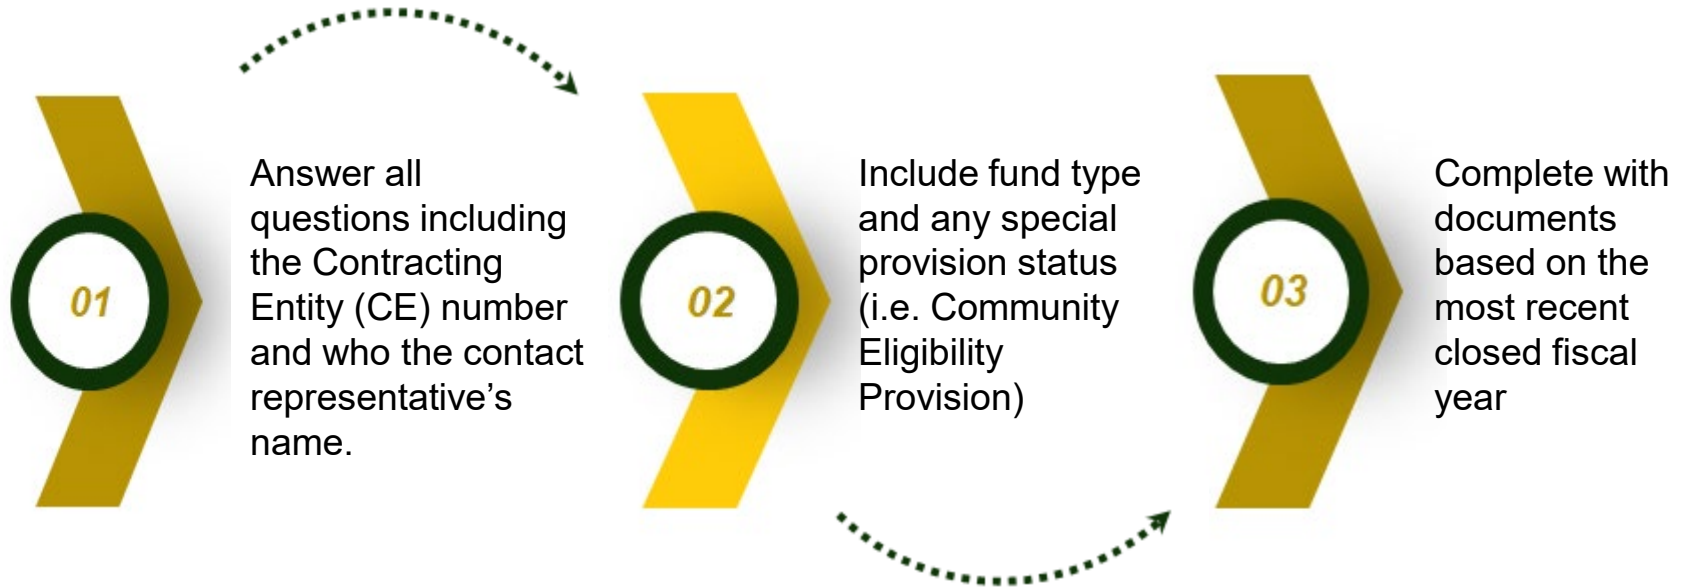 01
Answer all
questions including
the Contracting
Entity (CE) number
and who the contact
representative’s
name.
02
Include fund type
and any special
provision status
(i.e. Community
Eligibility
Provision)
03
Complete with
documents
based on the
most recent
closed fiscal
year